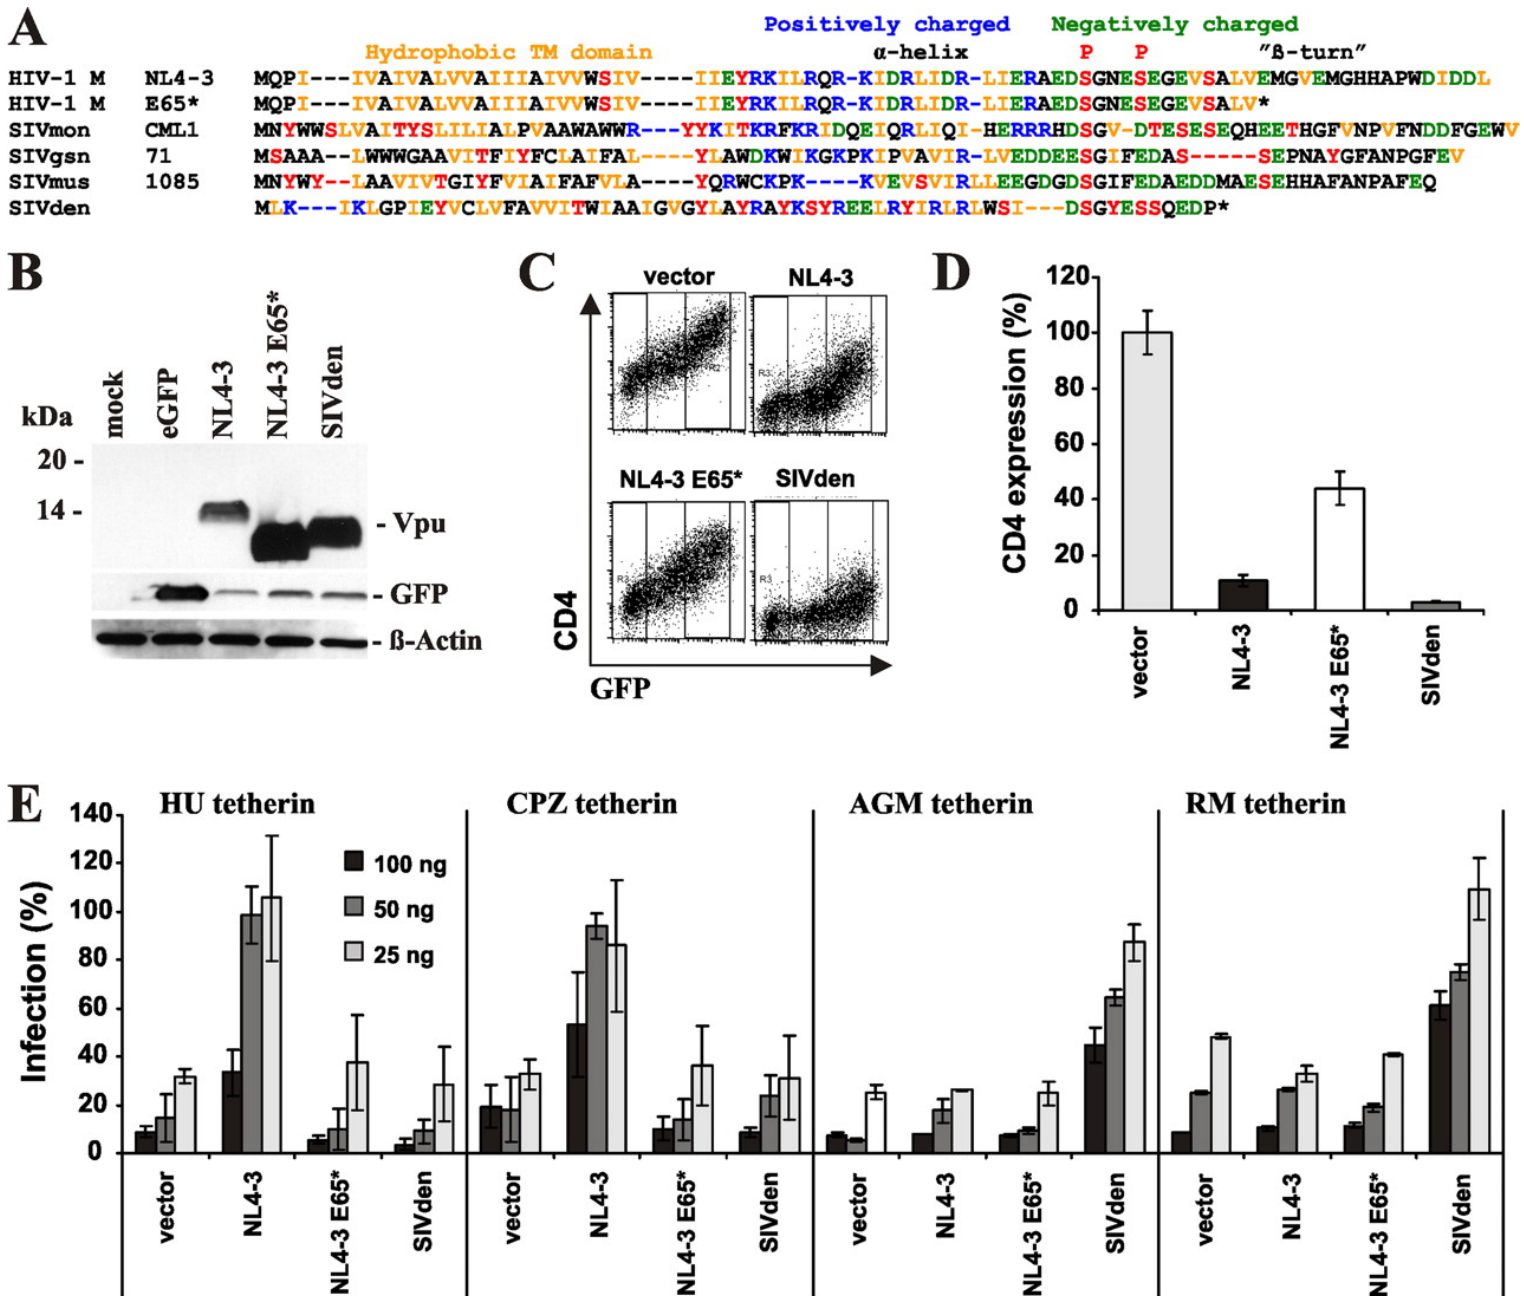 A
Positively charged Negatively charged
Hydrophobic TM domain α-helix P P ″ß-turn″
HIV-1 M NL4-3 MQPI---IVAIVALVVAIIIAIVVWSIV----IIEYRKILRQR-KIDRLIDR-LIERAEDSGNESEGEVSALVEMGVEMGHHAPWDIDDL
HIV-1 M E65* MQPI---IVAIVALVVAIIIAIVVWSIV----IIEYRKILRQR-KIDRLIDR-LIERAEDSGNESEGEVSALV*
SIVmon CML1 MNYWWSLVAITYSLILIALPVAAWAWWR---YYKITKRFKRIDQEIQRLIQI-HERRRHDSGV-DTESESEQHEETHGFVNPVFNDDFGEWV
SIVgsn 71 MSAAA--LWWWGAAVITFIYFCLAIFAL----YLAWDKWIKGKPKIPVAVIR-LVEDDEESGIFEDAS-----SEPNAYGFANPGFEV
SIVmus 1085 MNYWY--LAAVIVTGIYFVIAIFAFVLA----YQRWCKPK----KVEVSVIRLLEEGDGDSGIFEDAEDDMAESEHHAFANPAFEQ
SIVden MLK---IKLGPIEYVCLVFAVVITWIAAIGVGYLAYRAYKSYREELRYIRLRLWSI---DSGYESSQEDP*
B
kDa
mock
eGFP
NL4-3
NL4-3 E65*
SIVden
20 -
14 -
- Vpu
- GFP
- ß-Actin
C
vector NL4-3
R2
R3
NL4-3 E65* SIVden
R3
R3
CD4
GFP
D
CD4 expression (%)
120
100
80
60
40
20
0
vector
NL4-3
NL4-3 E65*
SIVden
E
HU tetherin CPZ tetherin AGM tetherin RM tetherin
Infection (%)
140
120
100
80
60
40
20
0
100 ng
50 ng
25 ng
vector
NL4-3
NL4-3 E65*
SIVden
vector
NL4-3
NL4-3 E65*
SIVden
vector
NL4-3
NL4-3 E65*
SIVden
vector
NL4-3
NL4-3 E65*
SIVden